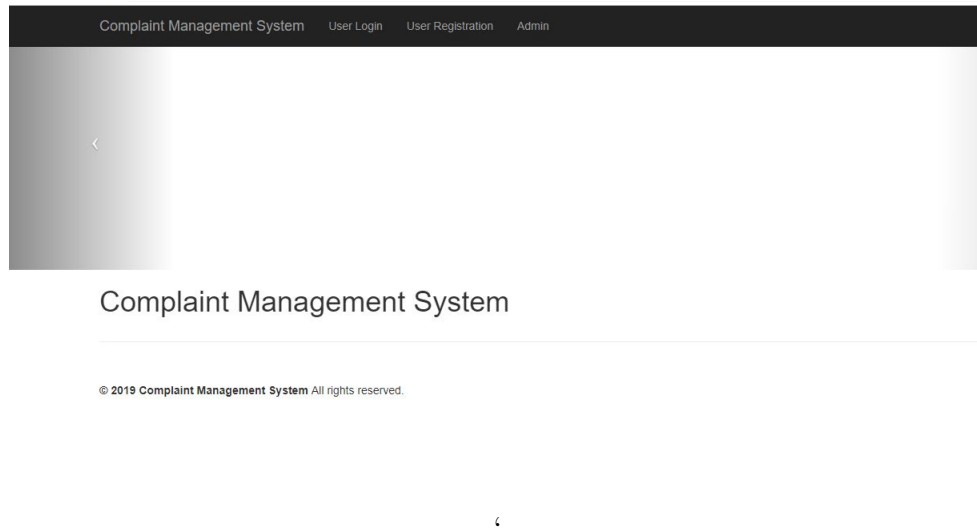 Complaint Management System User Login User Registration Admin
‹
Complaint Management System
© 2019 Complaint Management System All rights reserved.
‘